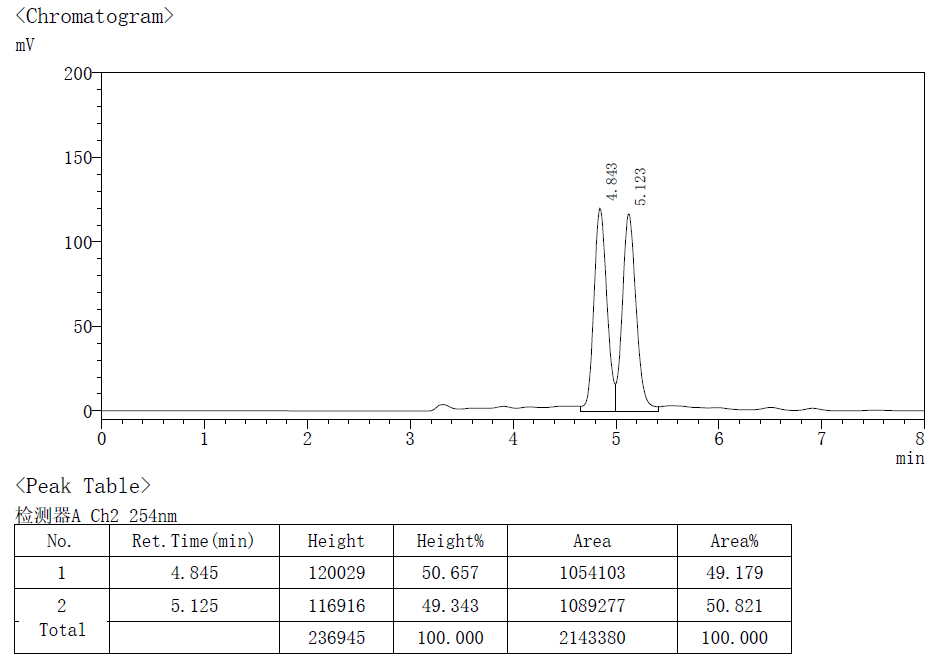 <Chromatogram>
mV
200
150
100
50
0
4.843
5.123
0 1 2 3 4 5 6 7 8
min
<Peak Table>
检测器A Ch2 254nm
No. Ret.Time(min) Height Height% Area Area%
1 4.845 120029 50.657 1054103 49.179
2 5.125 116916 49.343 1089277 50.821
Total 236945 100.000 2143380 100.000